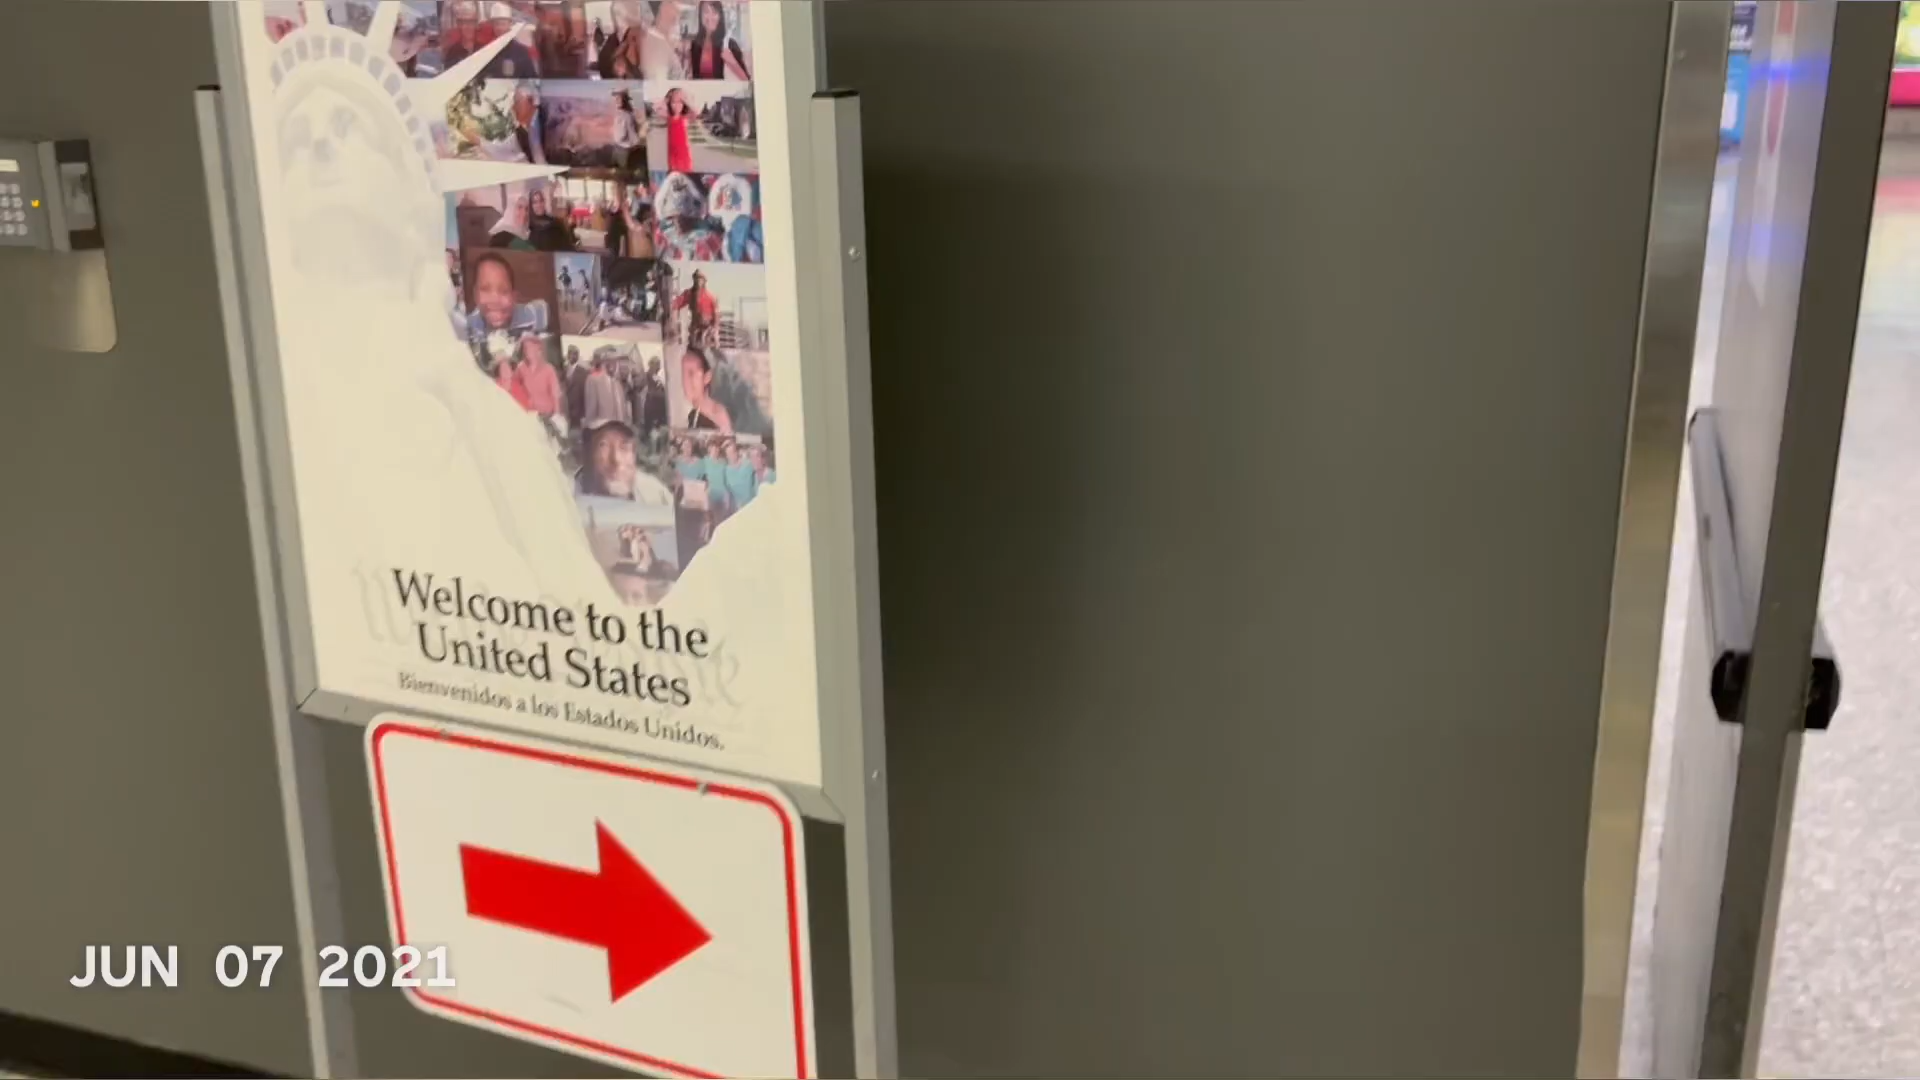 Welcome to the
United States
Bienvenidos a los Estados Unidos.
JUN 07 2021